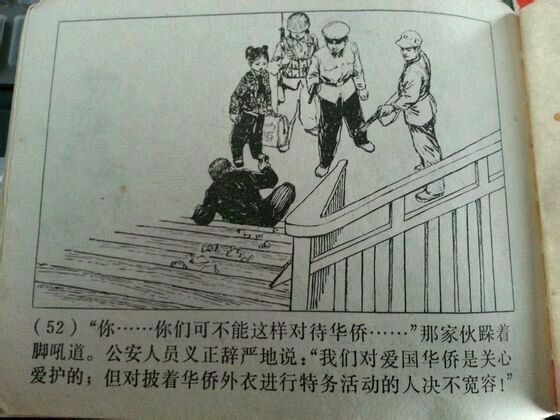 (52) “你……你们可不能这样对待华侨……”那家伙跺着
脚吼道。公安人员义正辞严地说：“我们对爱国华侨是关心
爱护的；但对披着华侨外衣进行特务活动的人决不宽容！”